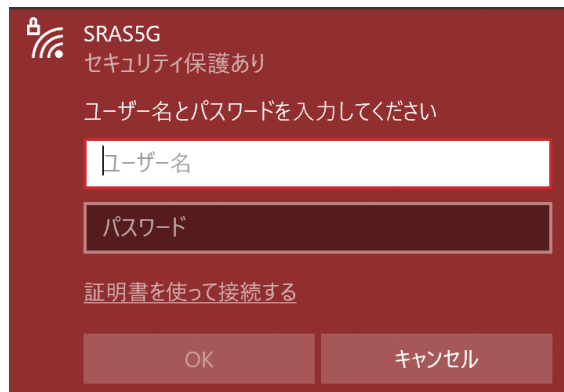 SRAS5G
セキュリティ保護あり
ユーザー名とパスワードを入力してください
ユーザー名
パスワード
証明書を使って接続する
OK
キャンセル